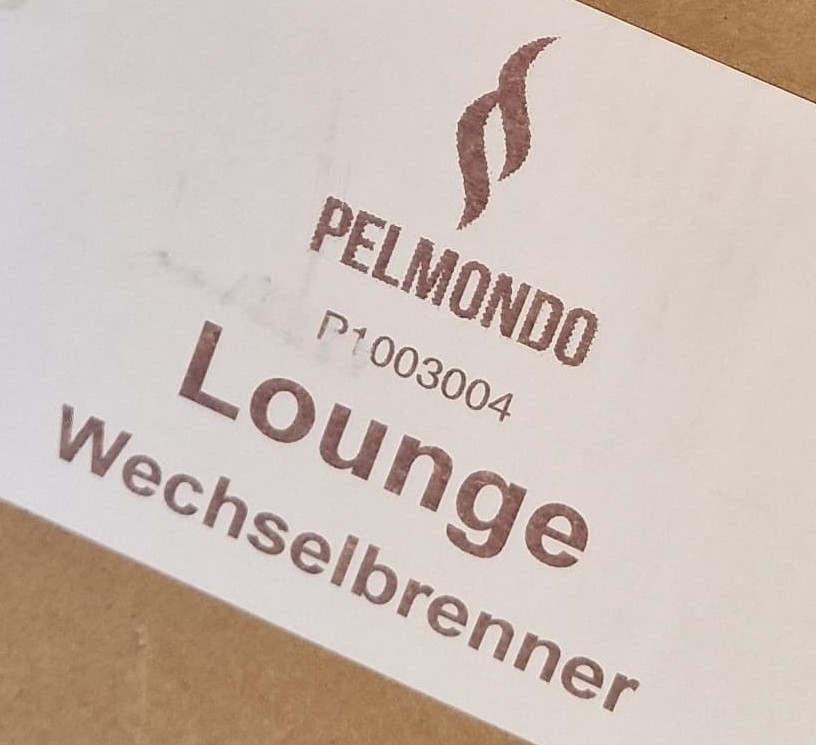 PELMONDO
P1003004
Lounge
Wechselbrenner